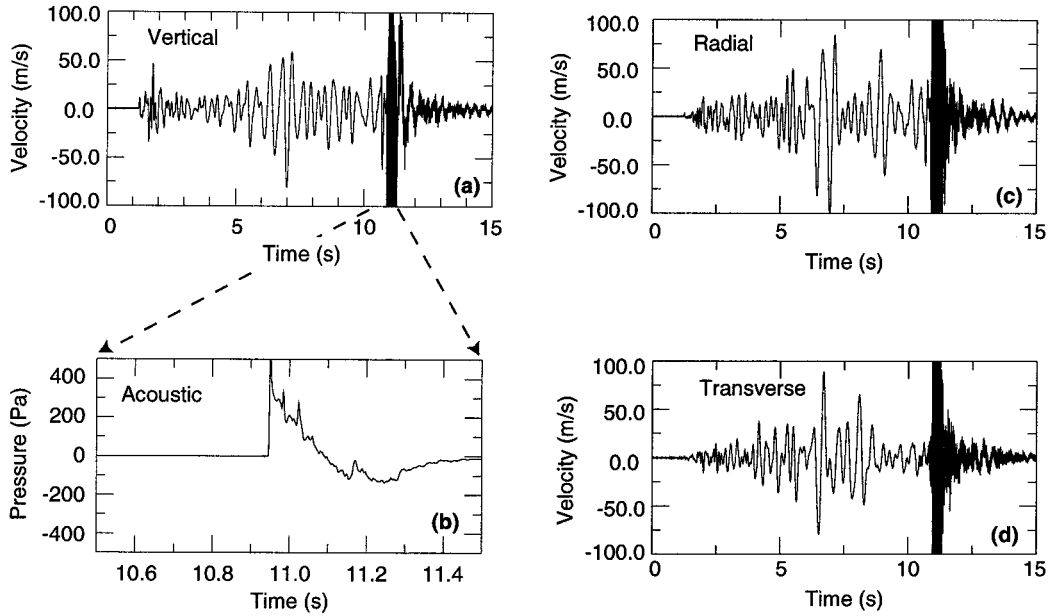 100.0
50.0
0.0
-50.0
-100.0
Velocity (m/s)
Vertical
(a)
0
5
10
15
Time (s)
400
200
0
-200
-400
Pressure (Pa)
Acoustic
(b)
10.6
10.8
11.0
11.2
11.4
Time (s)
100.0
50.0
0.0
-50.0
-100.0
Velocity (m/s)
Radial
(c)
0
5
10
15
Time (s)
100.0
50.0
0.0
-50.0
-100.0
Velocity (m/s)
Transverse
(d)
0
5
10
15
Time (s)